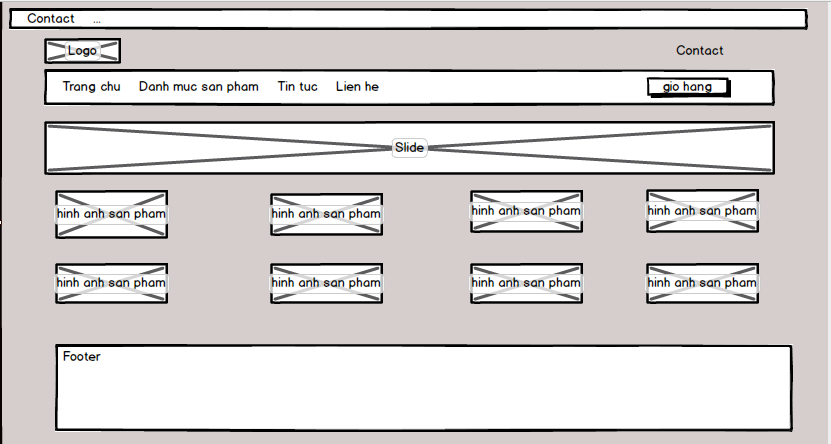 Contact ...
Logo
Contact
Trang chu Danh muc san pham Tin tuc Lien he gio hang
Slide
hinh anh san pham hinh anh san pham hinh anh san pham hinh anh san pham
hinh anh san pham hinh anh san pham hinh anh san pham hinh anh san pham
Footer